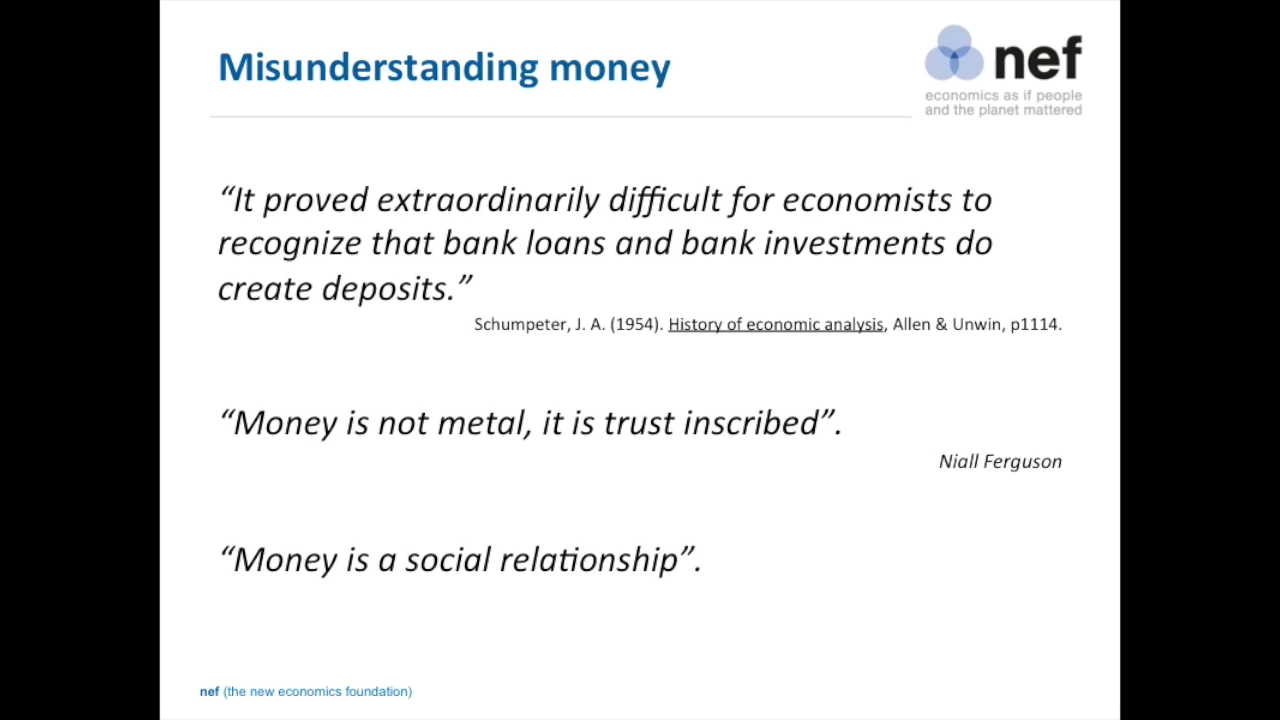 Misunderstanding money
nef
economics as if people
and the planet mattered
“It proved extraordinarily difficult for economists to
recognize that bank loans and bank investments do
create deposits.”
Schumpeter, J. A. (1954). History of economic analysis, Allen & Unwin, p1114.
“Money is not metal, it is trust inscribed”.
Niall Ferguson
“Money is a social relationship”.
nef (the new economics foundation)